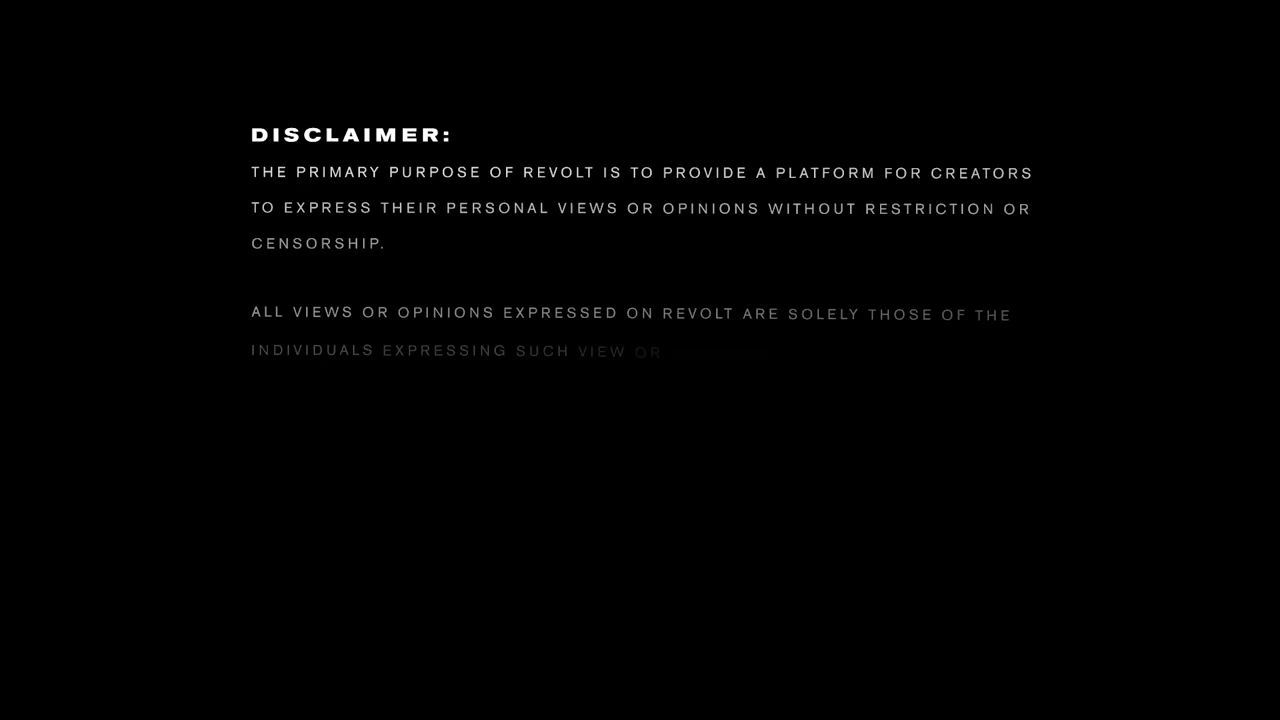 DISCLAIMER:
THE PRIMARY PURPOSE OF REVOLT IS TO PROVIDE A PLATFORM FOR CREATORS
TO EXPRESS THEIR PERSONAL VIEWS OR OPINIONS WITHOUT RESTRICTION OR
CENSORSHIP.
ALL VIEWS OR OPINIONS EXPRESSED ON REVOLT ARE SOLELY THOSE OF THE
INDIVIDUALS EXPRESSING SUCH VIEW OR